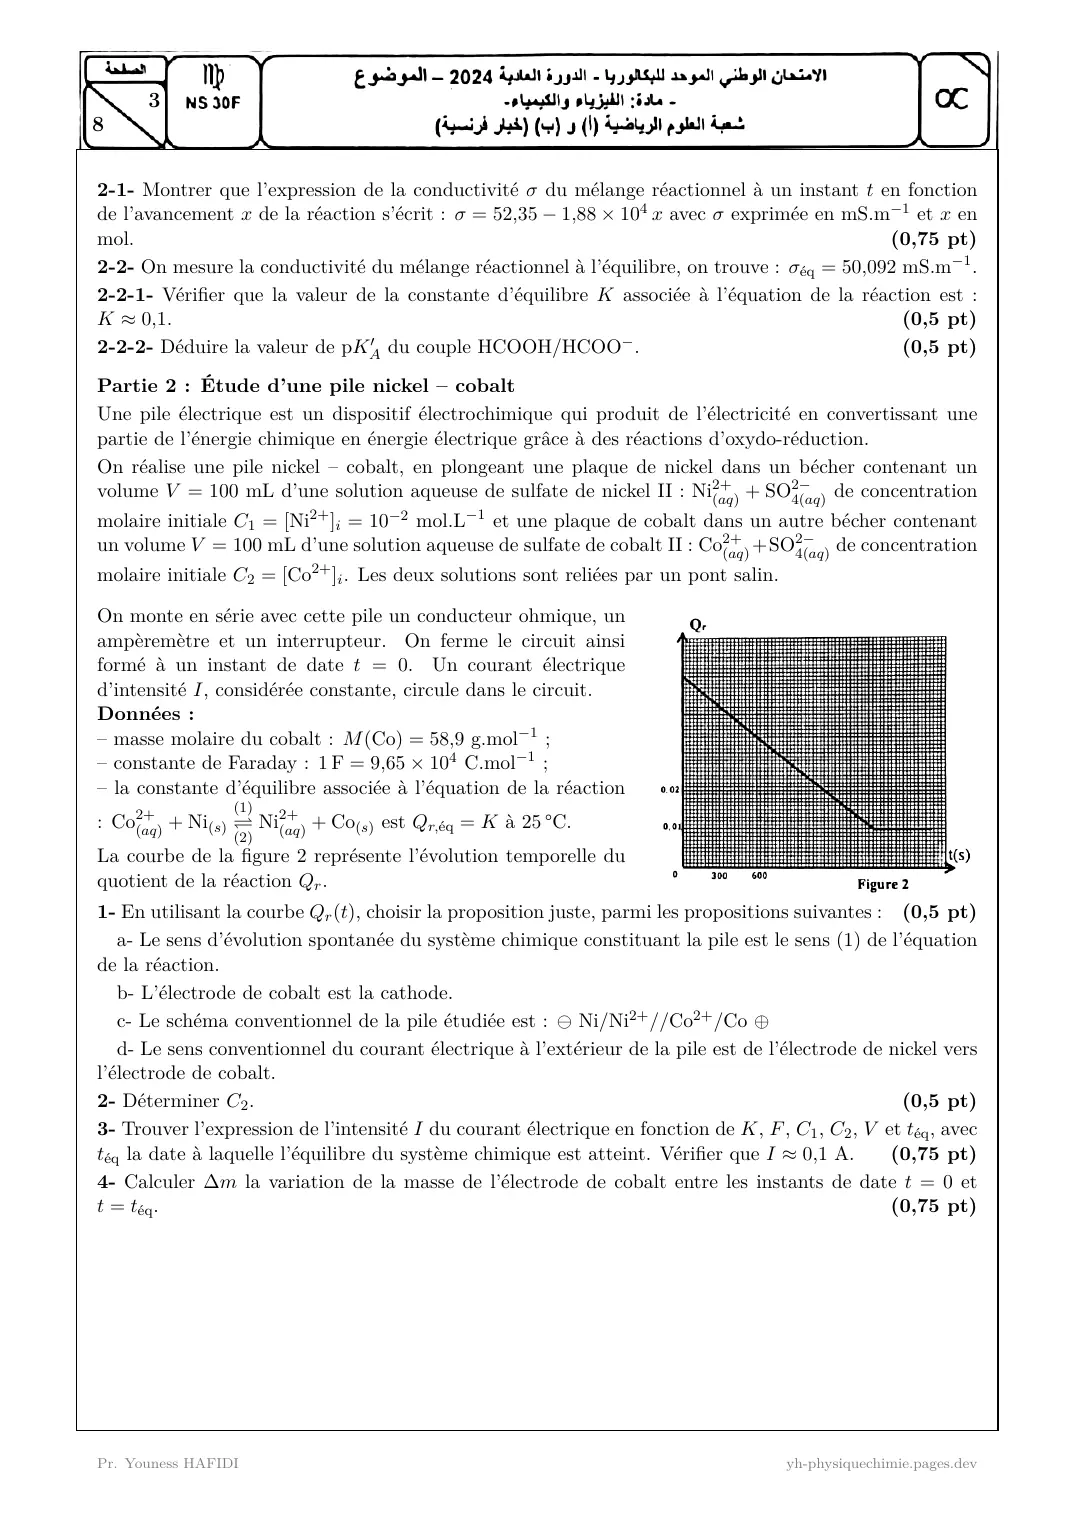 الصفحة
3
8
NS 30F
الامتحان الوطني الموحد للبكالوريا - الدورة العادية 2024 – الموضوع
- مادة: الفيزياء والكيمياء-
شعبة العلوم الرياضية (أ) و (ب) (خيار فرنسية)
2-1- Montrer que l'expression de la conductivité σ du mélange réactionnel à un instant t en fonction
de l'avancement x de la réaction s'écrit : σ = 52,35 − 1,88 × 10⁴ x avec σ exprimée en mS.m⁻¹ et x en
mol. (0,75 pt)
2-2- On mesure la conductivité du mélange réactionnel à l'équilibre, on trouve : σéq = 50,092 mS.m⁻¹.
2-2-1- Vérifier que la valeur de la constante d'équilibre K associée à l'équation de la réaction est :
K ≈ 0,1. (0,5 pt)
2-2-2- Déduire la valeur de pK′A du couple HCOOH/HCOO⁻. (0,5 pt)
Partie 2 : Étude d'une pile nickel – cobalt
Une pile électrique est un dispositif électrochimique qui produit de l'électricité en convertissant une
partie de l'énergie chimique en énergie électrique grâce à des réactions d'oxydo-réduction.
On réalise une pile nickel – cobalt, en plongeant une plaque de nickel dans un bécher contenant un
volume V = 100 mL d'une solution aqueuse de sulfate de nickel II : Ni²⁺(aq) + SO₄²⁻(aq) de concentration
molaire initiale C₁ = [Ni²⁺]ᵢ = 10⁻² mol.L⁻¹ et une plaque de cobalt dans un autre bécher contenant
un volume V = 100 mL d'une solution aqueuse de sulfate de cobalt II : Co²⁺(aq)+SO₄²⁻(aq) de concentration
molaire initiale C₂ = [Co²⁺]ᵢ. Les deux solutions sont reliées par un pont salin.
On monte en série avec cette pile un conducteur ohmique, un
ampèremètre et un interrupteur. On ferme le circuit ainsi
formé à un instant de date t = 0. Un courant électrique
d'intensité I, considérée constante, circule dans le circuit.
Données :
– masse molaire du cobalt : M(Co) = 58,9 g.mol⁻¹ ;
– constante de Faraday : 1 F = 9,65 × 10⁴ C.mol⁻¹ ;
– la constante d'équilibre associée à l'équation de la réaction
: Co²⁺(aq) + Ni(s) (1)⇌(2) Ni²⁺(aq) + Co(s) est Qr,éq = K à 25 °C.
La courbe de la figure 2 représente l'évolution temporelle du
quotient de la réaction Qr.
Qr
0,02
0,01
0
300
600
t(s)
Figure 2
1- En utilisant la courbe Qr(t), choisir la proposition juste, parmi les propositions suivantes : (0,5 pt)
a- Le sens d'évolution spontanée du système chimique constituant la pile est le sens (1) de l'équation
de la réaction.
b- L'électrode de cobalt est la cathode.
c- Le schéma conventionnel de la pile étudiée est : ⊖ Ni/Ni²⁺//Co²⁺/Co ⊕
d- Le sens conventionnel du courant électrique à l'extérieur de la pile est de l'électrode de nickel vers
l'électrode de cobalt.
2- Déterminer C₂. (0,5 pt)
3- Trouver l'expression de l'intensité I du courant électrique en fonction de K, F, C₁, C₂, V et téq, avec
téq la date à laquelle l'équilibre du système chimique est atteint. Vérifier que I ≈ 0,1 A. (0,75 pt)
4- Calculer Δm la variation de la masse de l'électrode de cobalt entre les instants de date t = 0 et
t = téq. (0,75 pt)
Pr. Youness HAFIDI
yh-physiquechimie.pages.dev